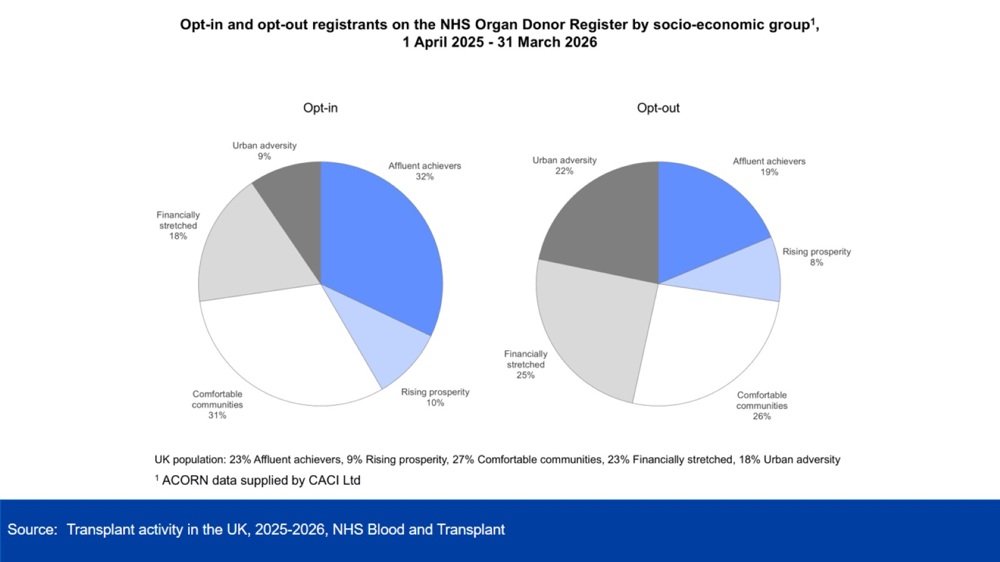 Opt-in and opt-out registrants on the NHS Organ Donor Register by socio-economic group¹,
1 April 2025 - 31 March 2026
Opt-in
Urban adversity
9%
Affluent achievers
32%
Financially
stretched
18%
Comfortable
communities
31%
Rising prosperity
10%
Opt-out
Urban adversity
22%
Affluent achievers
19%
Rising prosperity
8%
Financially
stretched
25%
Comfortable
communities
26%
UK population: 23% Affluent achievers, 9% Rising prosperity, 27% Comfortable communities, 23% Financially stretched, 18% Urban adversity
¹ ACORN data supplied by CACI Ltd
Source: Transplant activity in the UK, 2025-2026, NHS Blood and Transplant